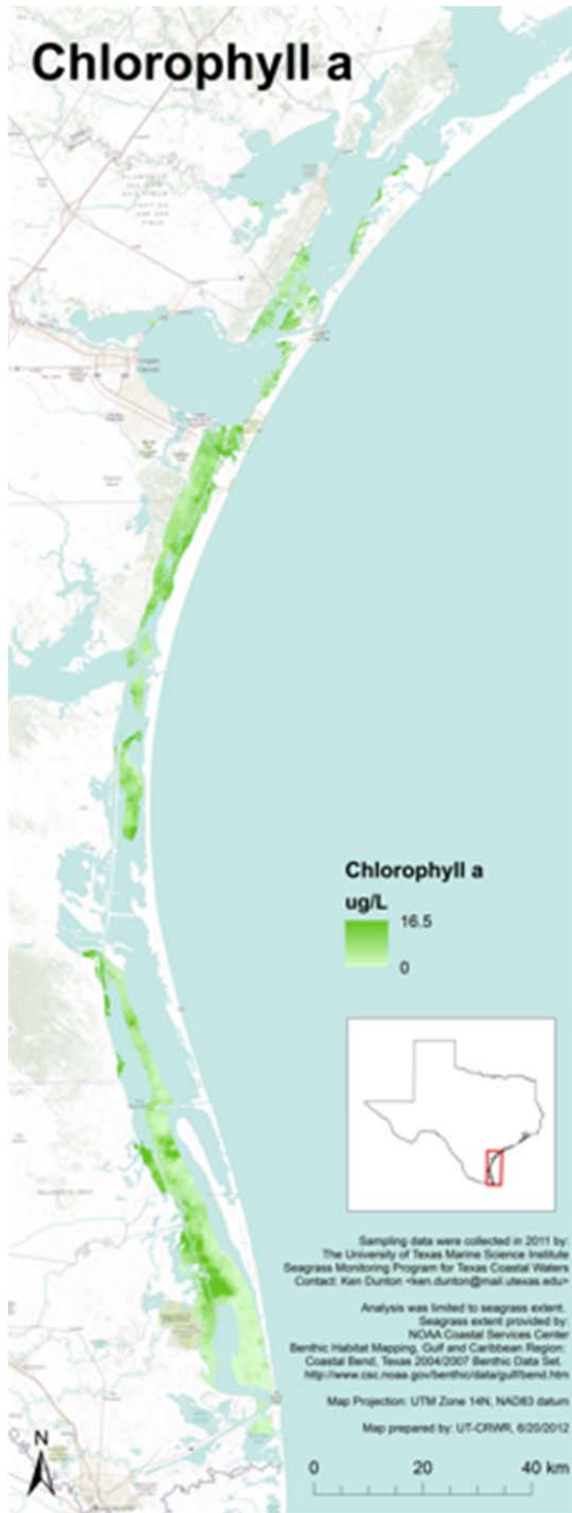 Chlorophyll a
Chlorophyll a
ug/L
16.5
0
Sampling data were collected in 2011 by:
The University of Texas Marine Science Institute
Seagrass Monitoring Program for Texas Coastal Waters
Contact: Ken Dunton <ken.dunton@mail.utexas.edu>
Analysis was limited to seagrass extent.
Seagrass extent provided by:
NOAA Coastal Services Center
Benthic Habitat Mapping, Gulf and Caribbean Region:
Coastal Bend, Texas 2004/2007 Benthic Data Set.
http://www.csc.noaa.gov/benthic/data/gulf/bend.htm
Map Projection: UTM Zone 14N, NAD83 datum
Map prepared by: UT-CRWR, 6/20/2012
N
0 20 40 km